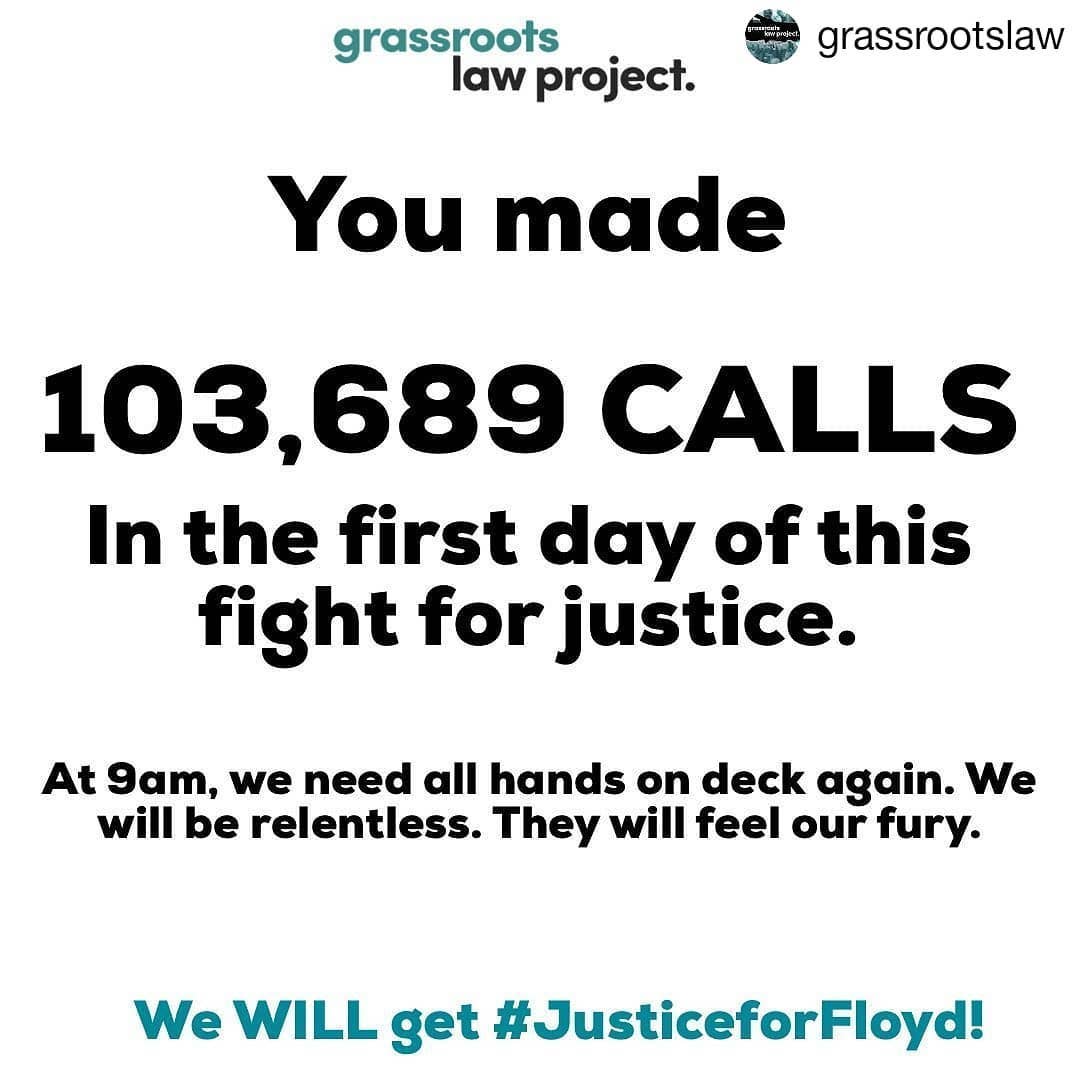 grassroots
law project.
grassrootslaw
You made
103,689 CALLS
In the first day of this
fight for justice.
At 9am, we need all hands on deck again. We
will be relentless. They will feel our fury.
We WILL get #JusticeforFloyd!